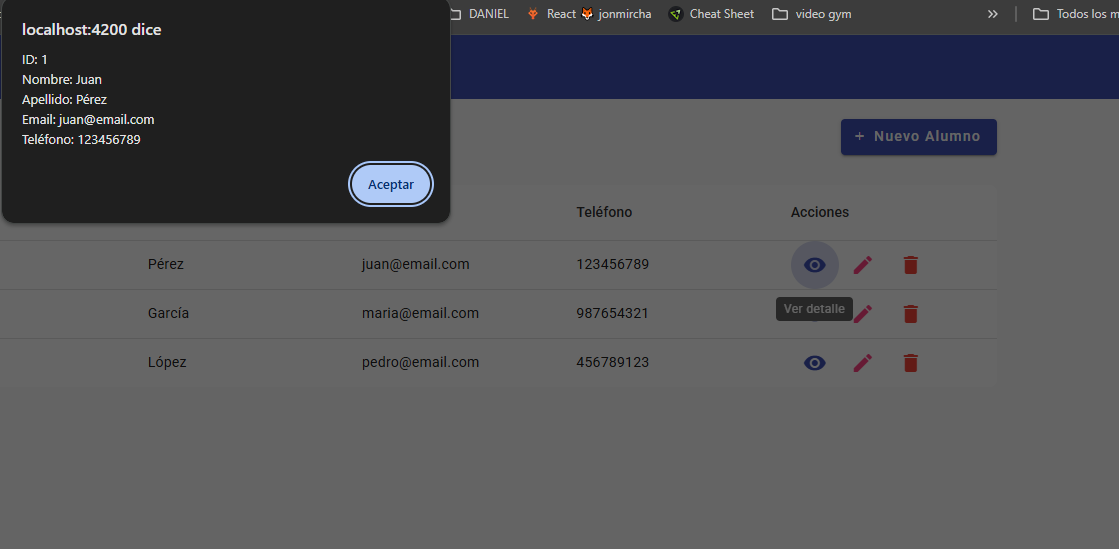 localhost:4200 dice
ID: 1
Nombre: Juan
Apellido: Pérez
Email: juan@email.com
Teléfono: 123456789
Aceptar
DANIEL
React
jonmircha
Cheat Sheet
video gym
»
Todos los m
+ Nuevo Alumno
Teléfono Acciones
Pérez juan@email.com 123456789
Ver detalle
García maria@email.com 987654321
López pedro@email.com 456789123